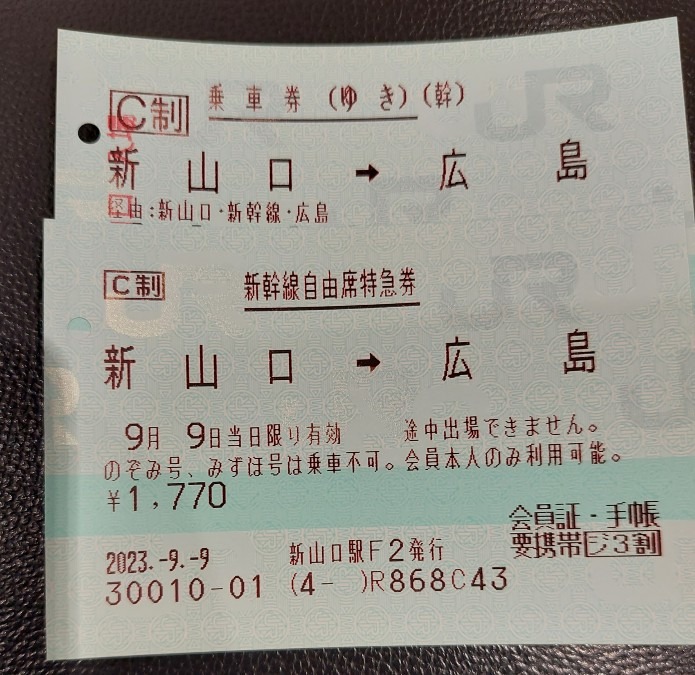 C制 乗車券(ゆき)(幹)
新山口 → 広島
経由:新山口・新幹線・広島
C制 新幹線自由席特急券
新山口 → 広島
9月 9日当日限り有効 途中出場できません。
のぞみ号、みずほ号は乗車不可。会員本人のみ利用可能。
¥1,770
会員証・手帳
要携帯 ジ3割
2023.-9.-9 新山口駅F2発行
30010-01 (4- )R868C43